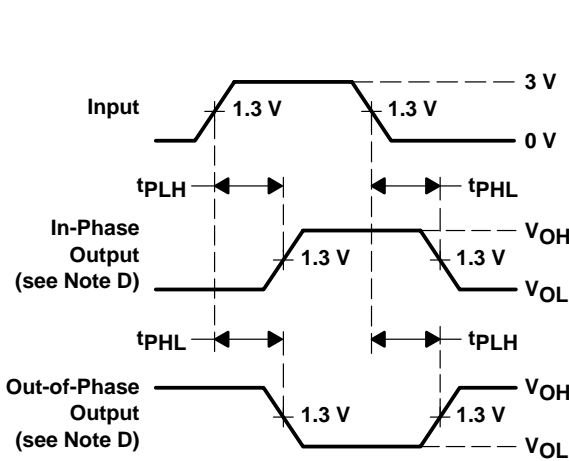 3 V
Input
1.3 V
1.3 V
0 V
tPLH
tPHL
In-Phase
Output
(see Note D)
VOH
1.3 V
1.3 V
VOL
tPHL
tPLH
Out-of-Phase
Output
(see Note D)
VOH
1.3 V
1.3 V
VOL